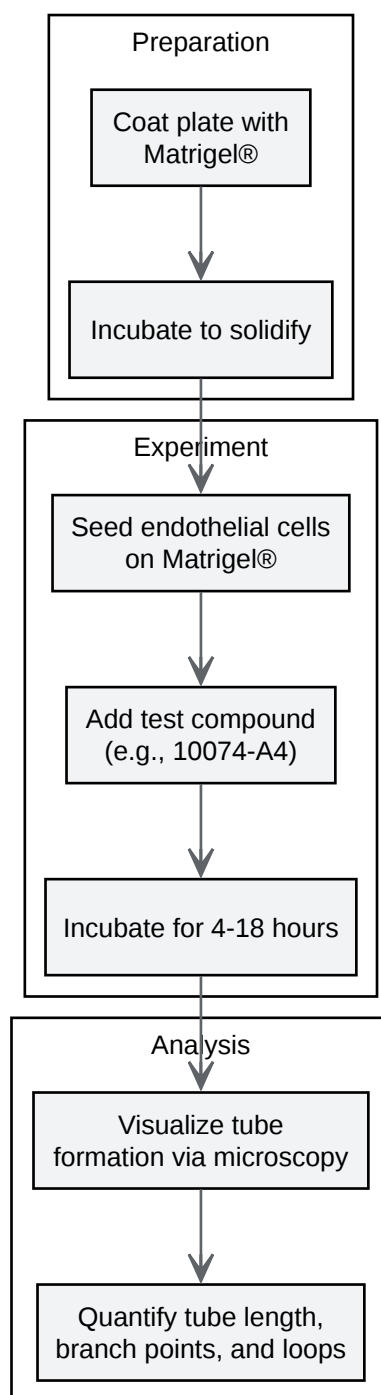 Preparation
Coat plate with
Matrigel®
Incubate to solidify
Experiment
Seed endothelial cells
on Matrigel®
Add test compound
(e.g., 10074-A4)
Incubate for 4-18 hours
Analysis
Visualize tube
formation via microscopy
Quantify tube length,
branch points, and loops